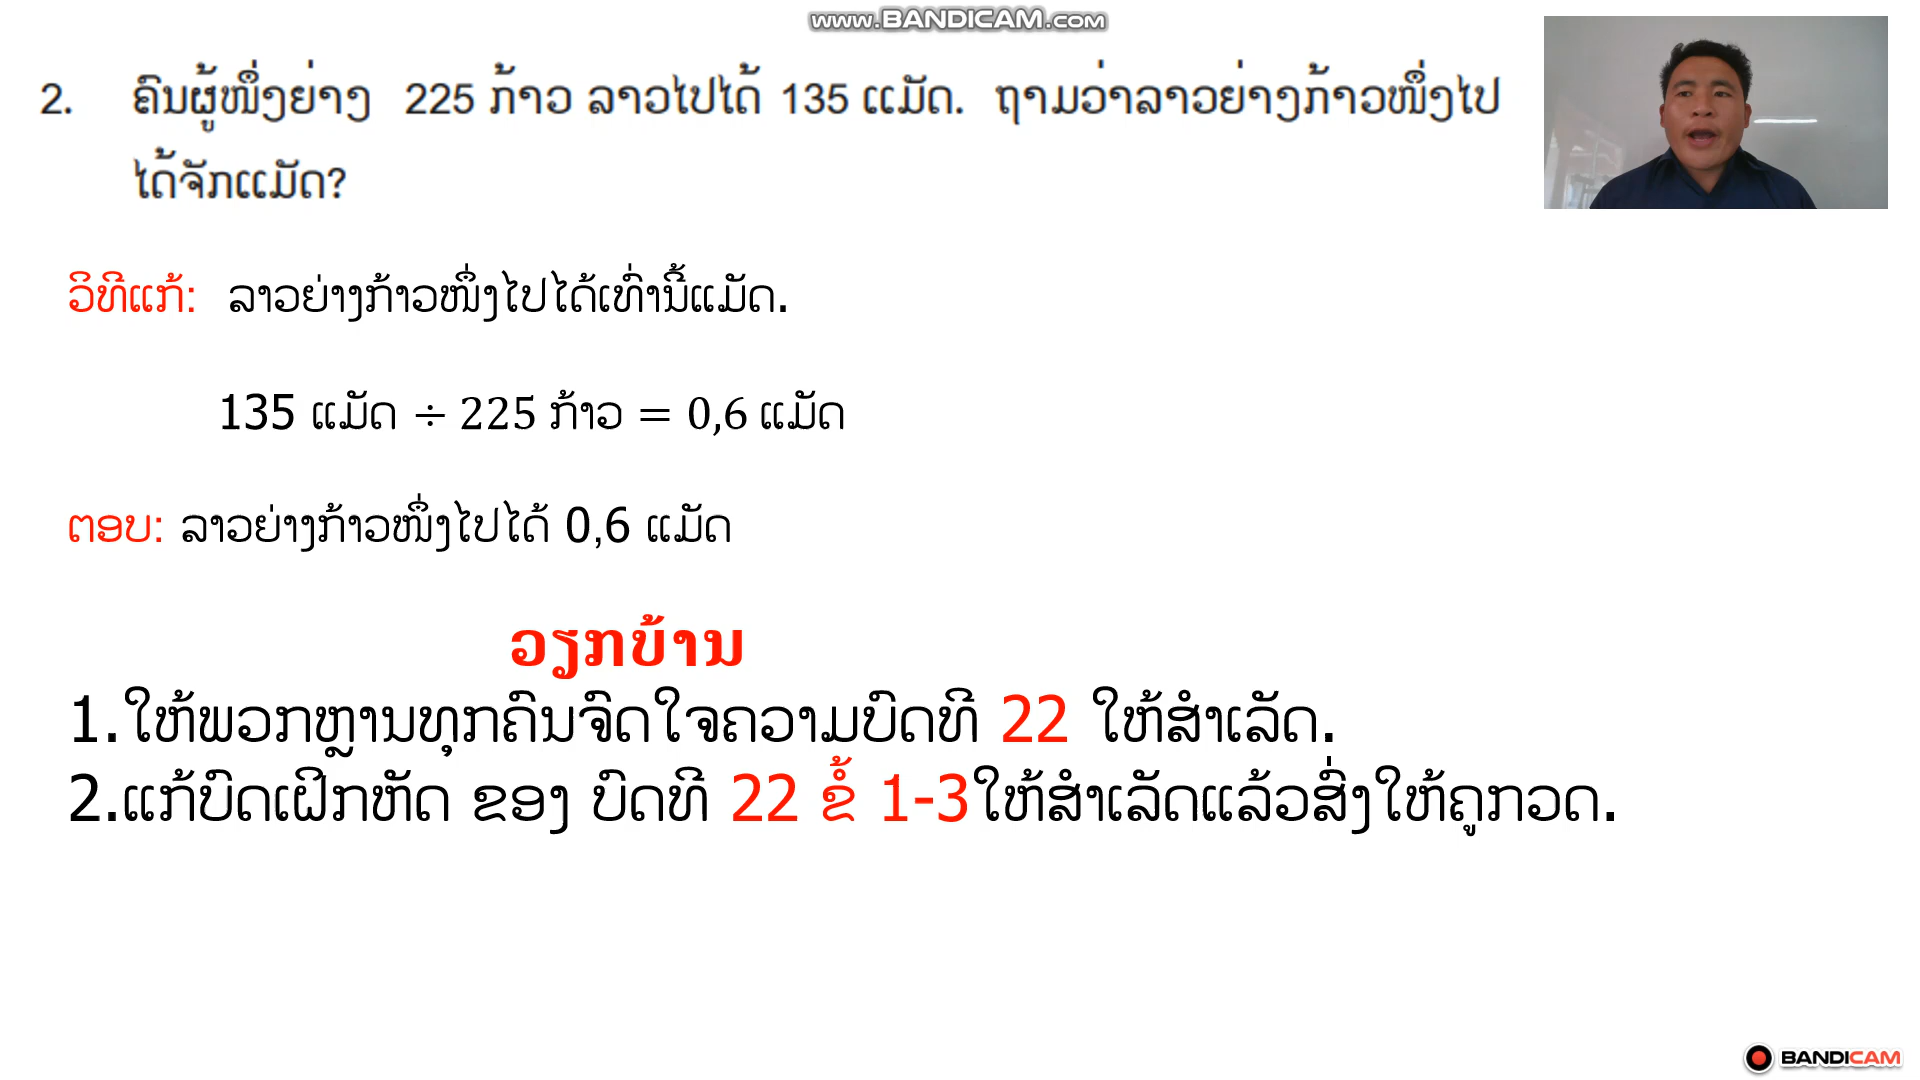 www.BANDICAM.com
2. ຄົນຜູ້ໜຶ່ງຍ່າງ 225 ກ້າວ ລາວໄປໄດ້ 135 ແມັດ. ຖາມວ່າລາວຍ່າງກ້າວໜຶ່ງໄປ
ໄດ້ຈັກແມັດ?
ວິທີແກ້: ລາວຍ່າງກ້າວໜຶ່ງໄປໄດ້ເທົ່ານີ້ແມັດ.
135 ແມັດ ÷ 225 ກ້າວ = 0,6 ແມັດ
ຕອບ: ລາວຍ່າງກ້າວໜຶ່ງໄປໄດ້ 0,6 ແມັດ
ວຽກບ້ານ
1.ໃຫ້ພວກຫຼານທຸກຄົນຈົດໃຈຄວາມບົດທີ 22 ໃຫ້ສຳເລັດ.
2.ແກ້ບົດເຝິກຫັດ ຂອງ ບົດທີ 22 ຂໍ້ 1-3ໃຫ້ສຳເລັດແລ້ວສົ່ງໃຫ້ຄູກວດ.
BANDICAM